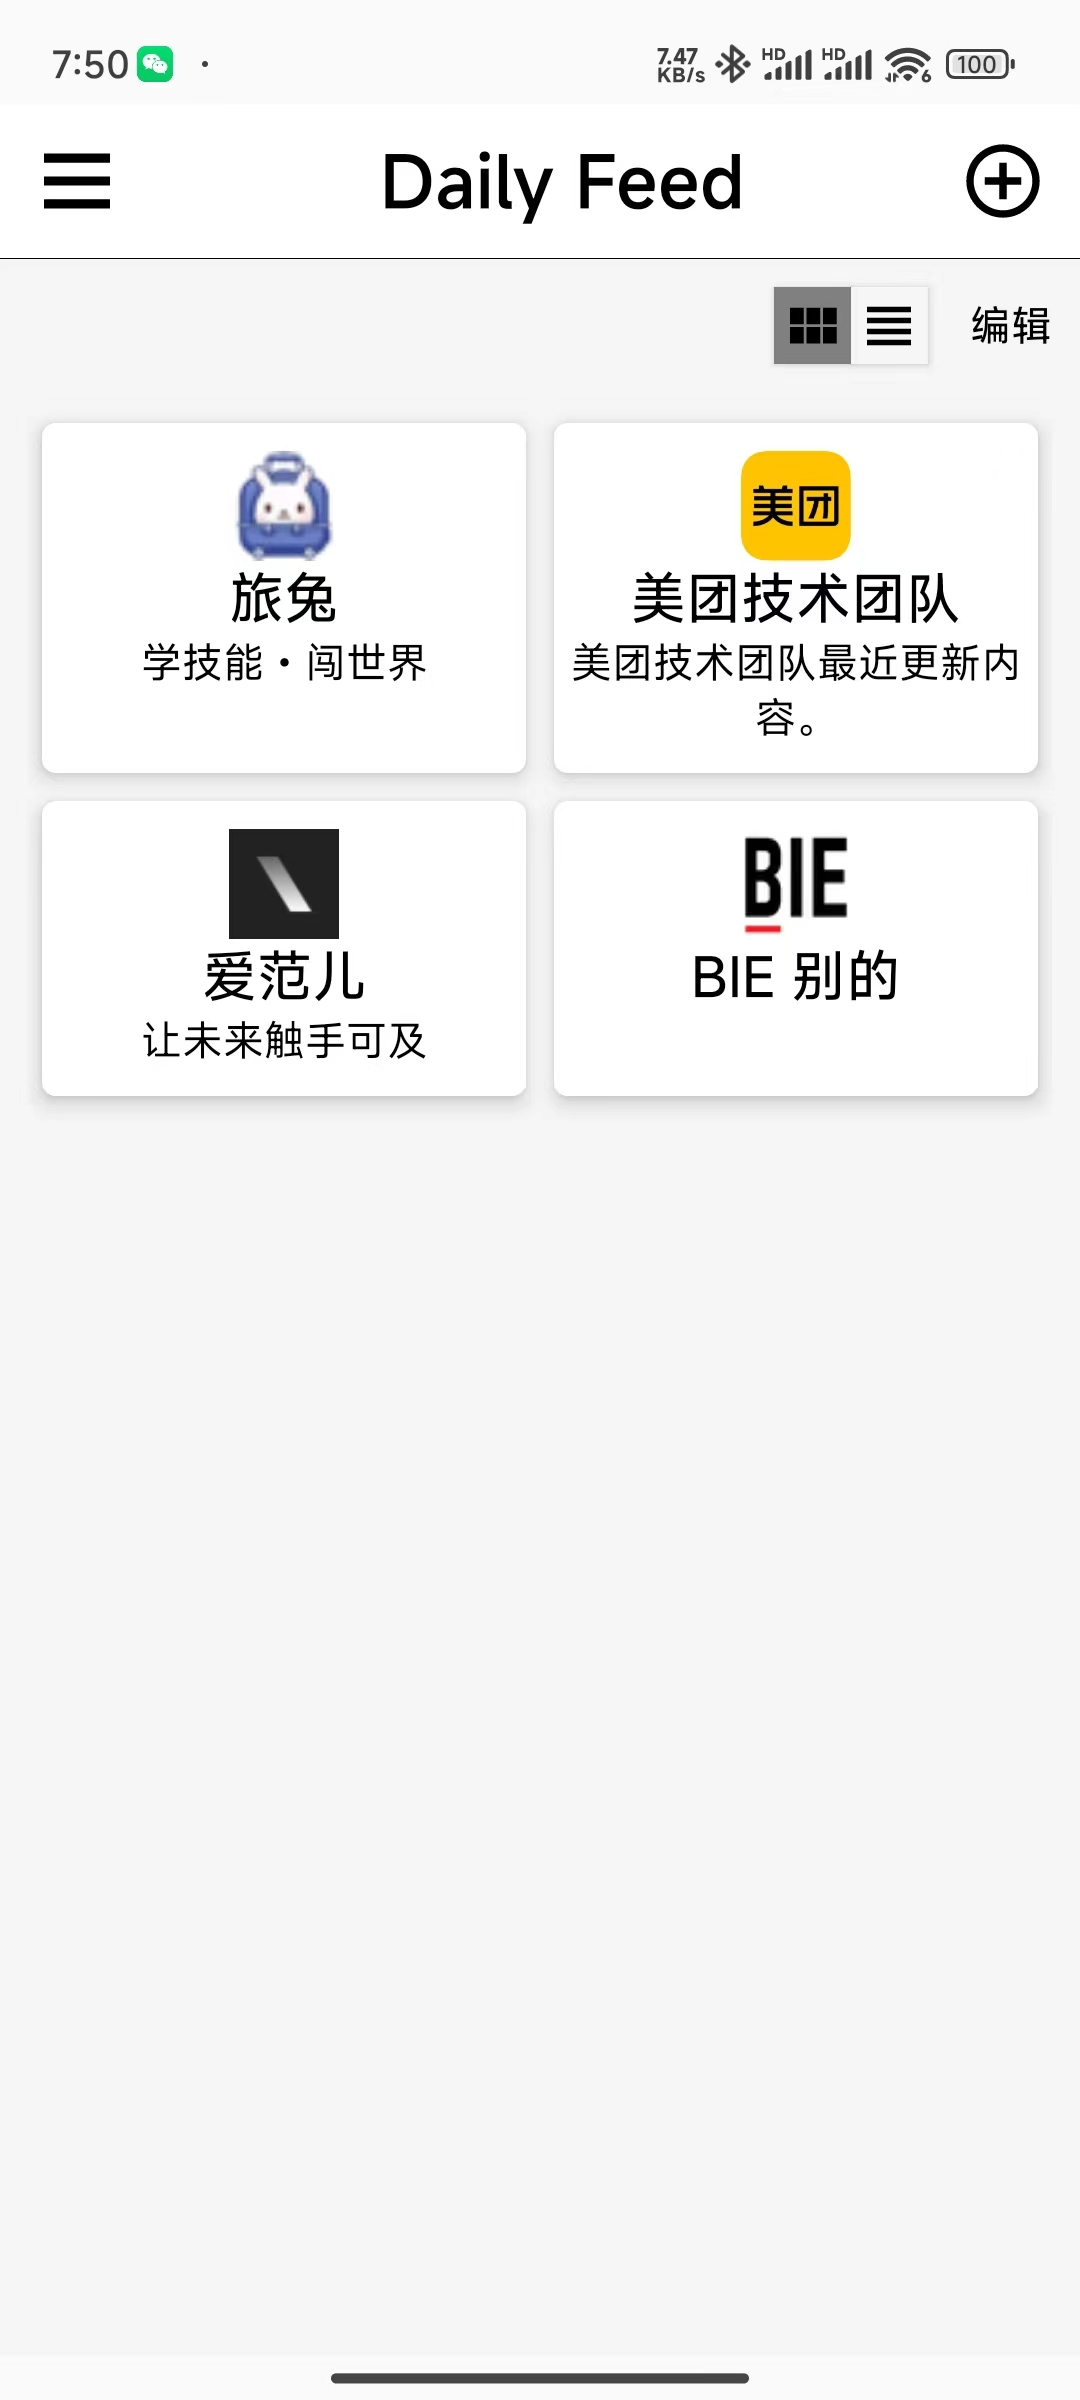 7:50
7.47 KB/s
HD
HD
6
100
Daily Feed
编辑
旅兔
学技能·闯世界
美团
美团技术团队
美团技术团队最近更新内
容。
爱范儿
让未来触手可及
BIE
BIE 别的